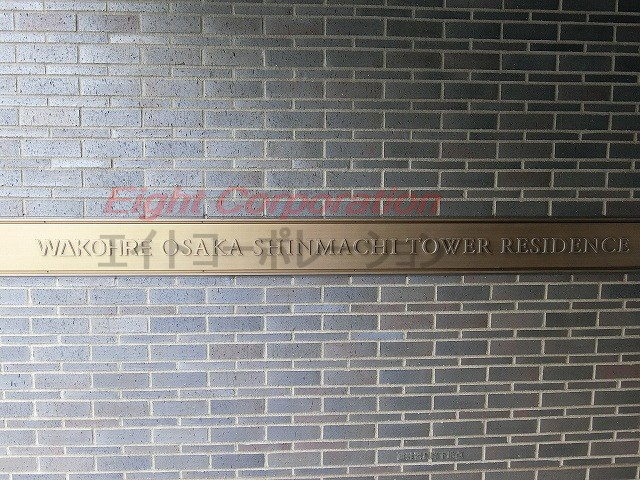 Eight Corporation
WAKOHRE OSAKA SHINMACHI TOWER RESIDENCE
エイトコーポレーション